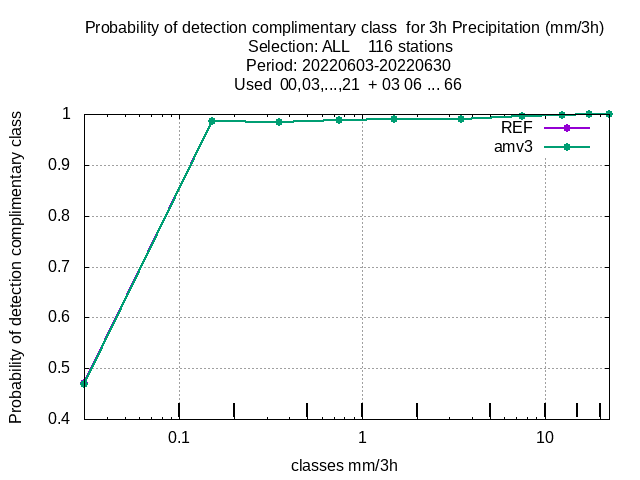 Probability of detection complimentary class  for 3h Precipitation (mm/3h)
Selection: ALL    116 stations
Period: 20220603-20220630
Used  00,03,...,21  + 03 06 ... 66
Probability of detection complimentary class
1
0.9
0.8
0.7
0.6
0.5
0.4
REF
amv3
0.1
1
10
classes mm/3h